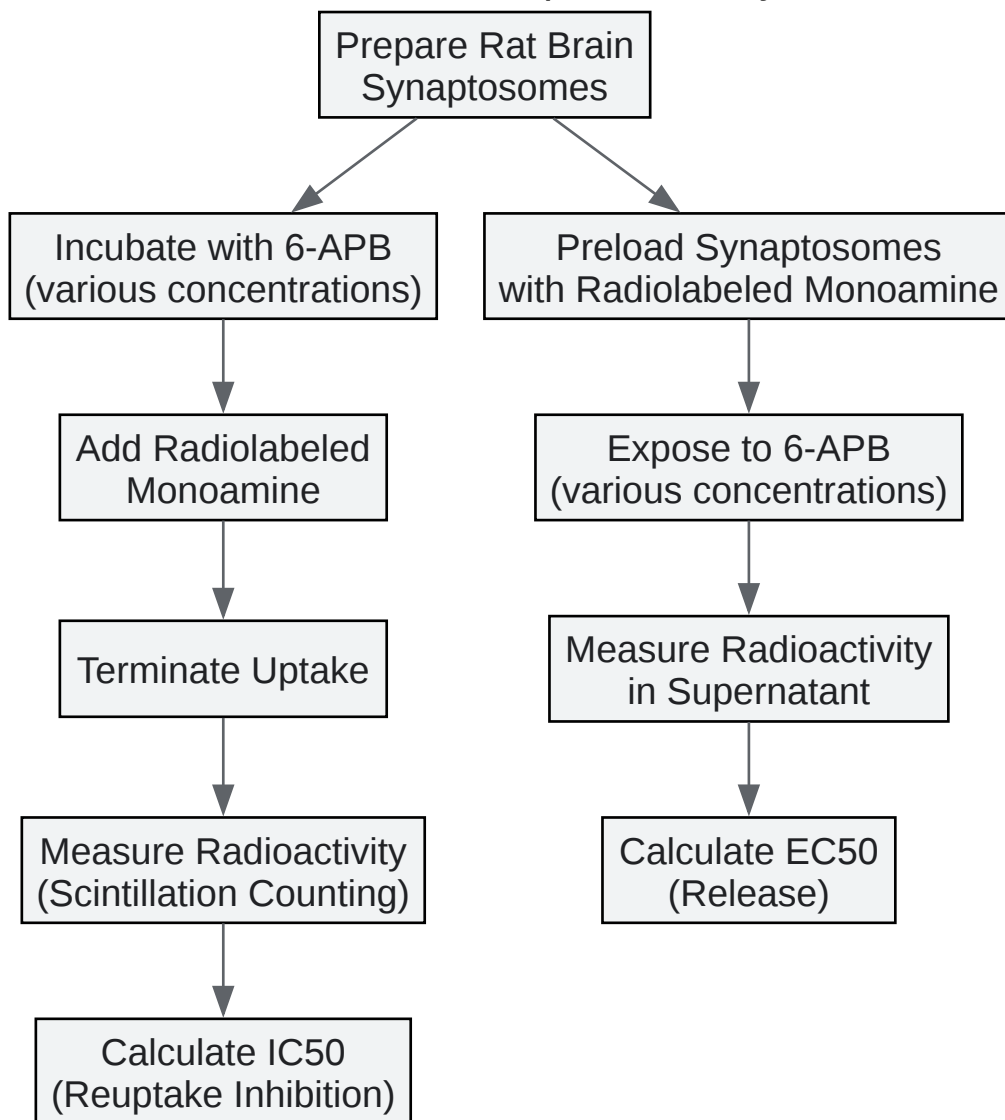 Prepare Rat Brain
Synaptosomes
Incubate with 6-APB
(various concentrations)
Add Radiolabeled
Monoamine
Terminate Uptake
Measure Radioactivity
(Scintillation Counting)
Calculate IC50
(Reuptake Inhibition)
Preload Synaptosomes
with Radiolabeled Monoamine
Expose to 6-APB
(various concentrations)
Measure Radioactivity
in Supernatant
Calculate EC50
(Release)